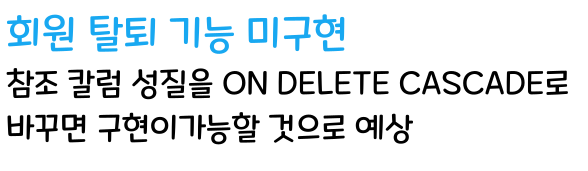 회원 탈퇴 기능 미구현
참조 칼럼 성질을 ON DELETE CASCADE로
바꾸면 구현이가능할 것으로 예상